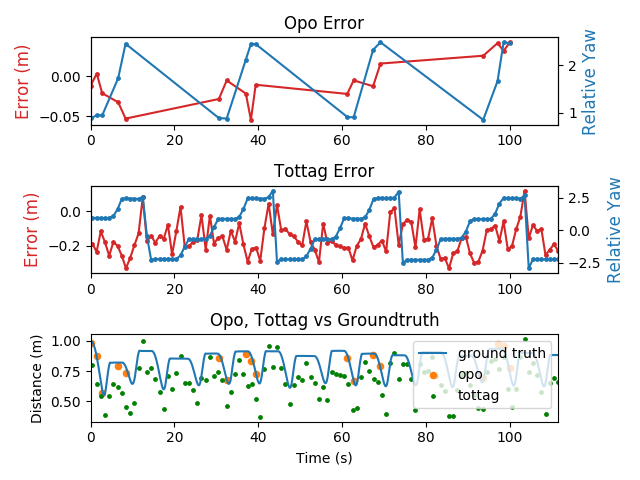 Opo Error
Error (m)
0.00
−0.05
2
1
Relative Yaw
0 20 40 60 80 100
Tottag Error
Error (m)
0.0
−0.2
2.5
0.0
−2.5
Relative Yaw
0 20 40 60 80 100
Opo, Tottag vs Groundtruth
Distance (m)
1.00
0.75
0.50
ground truth
opo
tottag
0 20 40 60 80 100
Time (s)